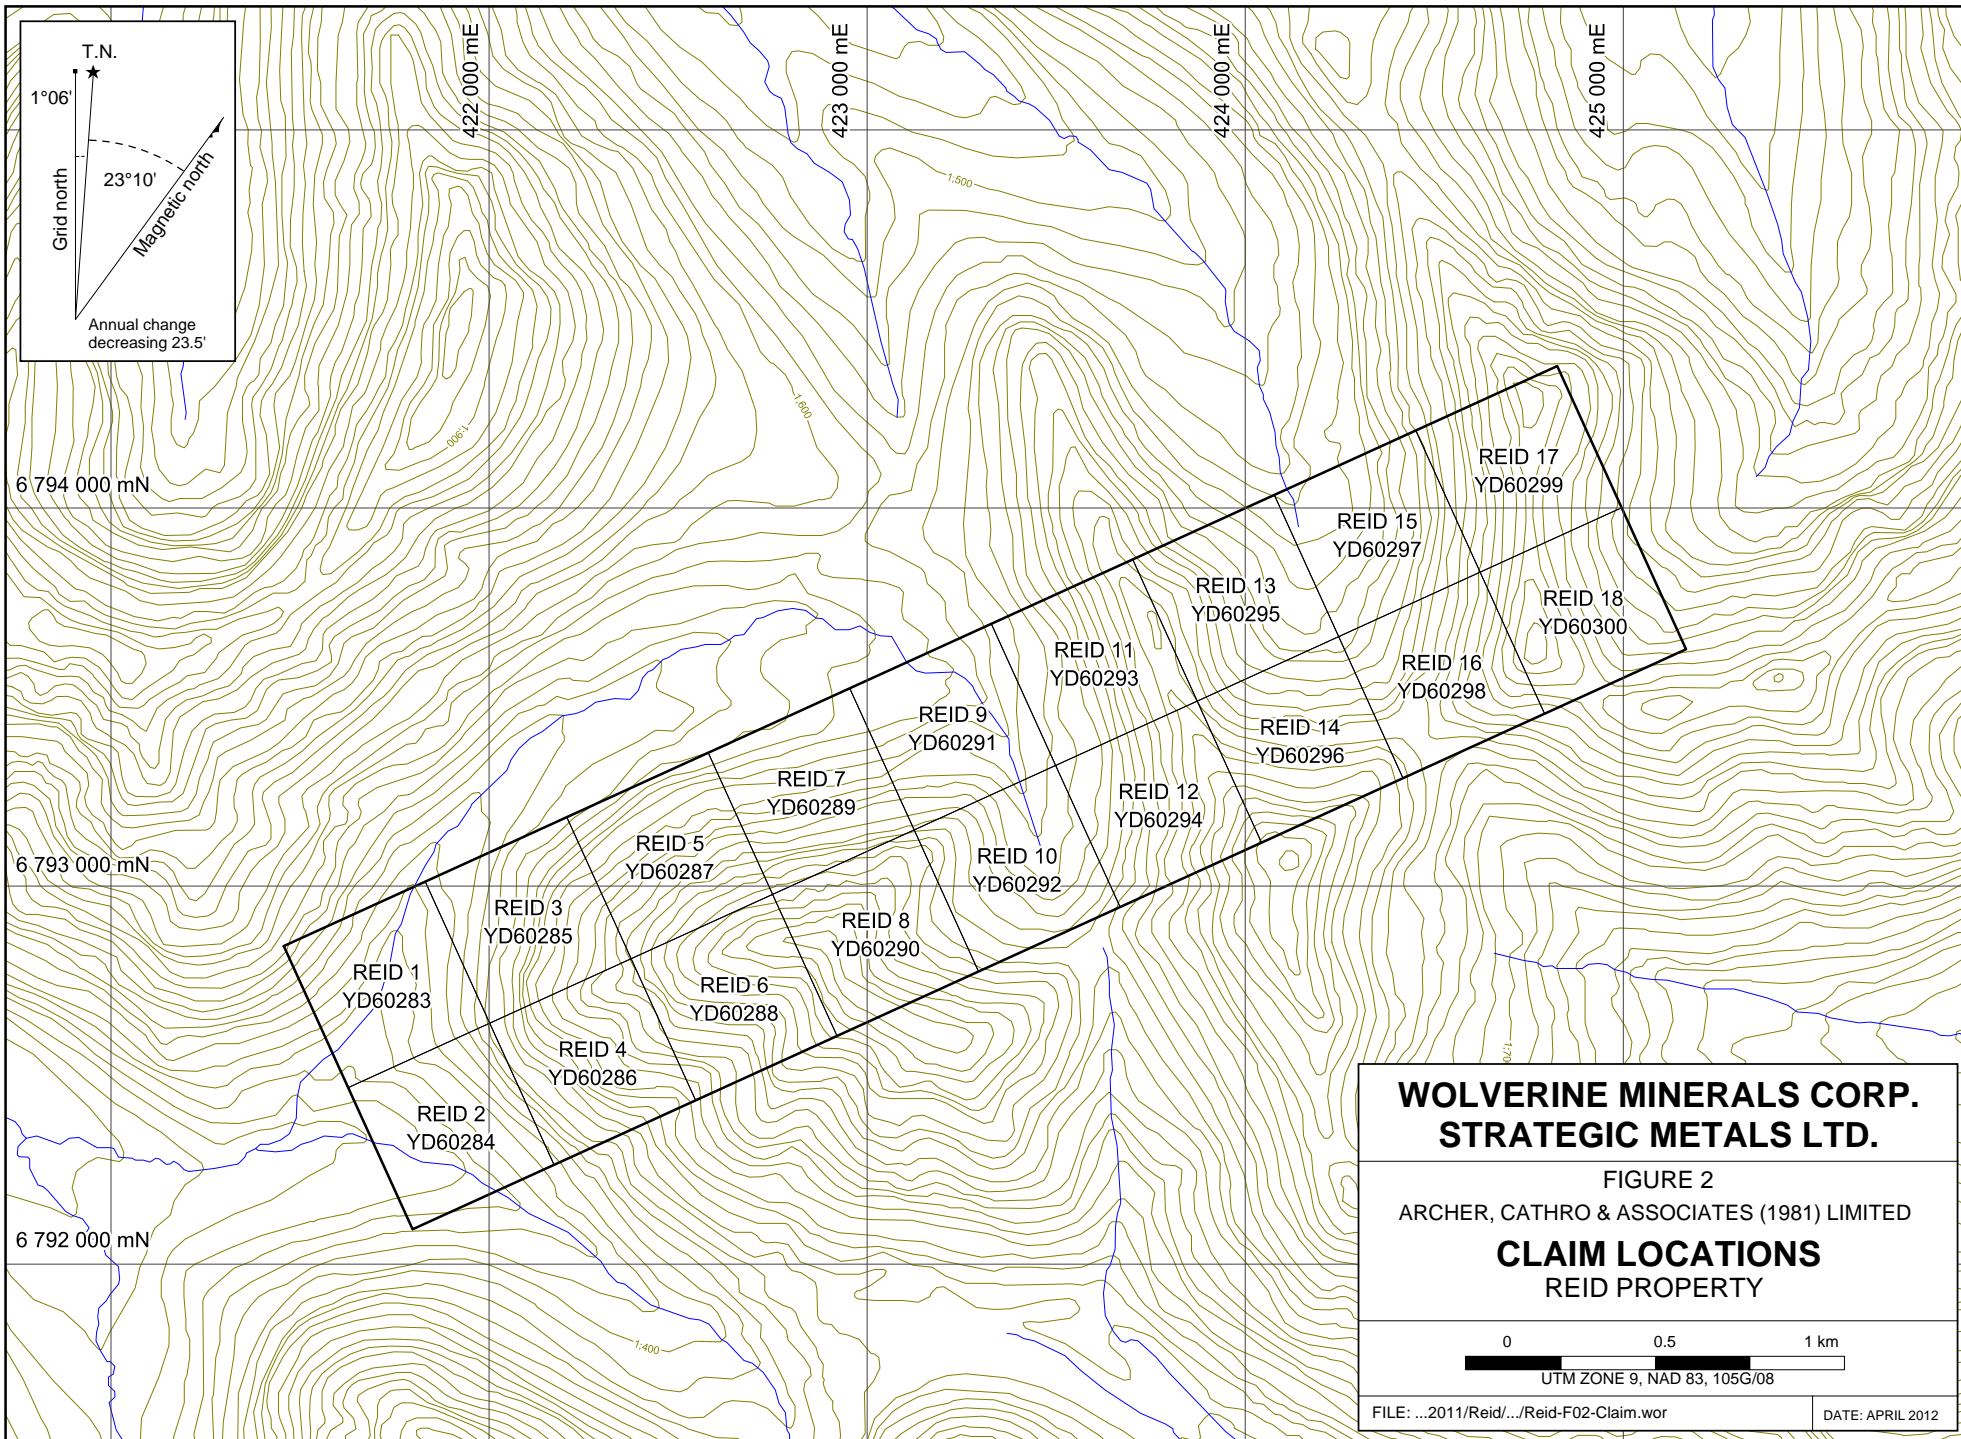 T.N.
1°06'
23°10'
Grid north
Magnetic north
Annual change
decreasing 23.5'
422 000 mE
423 000 mE
424 000 mE
425 000 mE
6 794 000 mN
6 793 000 mN
6 792 000 mN
1,500
1,600
1,900
1,400
REID 17
YD60299
REID 15
YD60297
REID 13
YD60295
REID 18
YD60300
REID 11
YD60293
REID 16
YD60298
REID 9
YD60291
REID 14
YD60296
REID 7
YD60289
REID 12
YD60294
REID 5
YD60287
REID 10
YD60292
REID 3
YD60285
REID 8
YD60290
REID 1
YD60283
REID 6
YD60288
REID 4
YD60286
REID 2
YD60284
WOLVERINE MINERALS CORP.
STRATEGIC METALS LTD.
FIGURE 2
ARCHER, CATHRO & ASSOCIATES (1981) LIMITED
CLAIM LOCATIONS
REID PROPERTY
0 0.5 1 km
UTM ZONE 9, NAD 83, 105G/08
FILE: ...2011/Reid/.../Reid-F02-Claim.wor
DATE: APRIL 2012